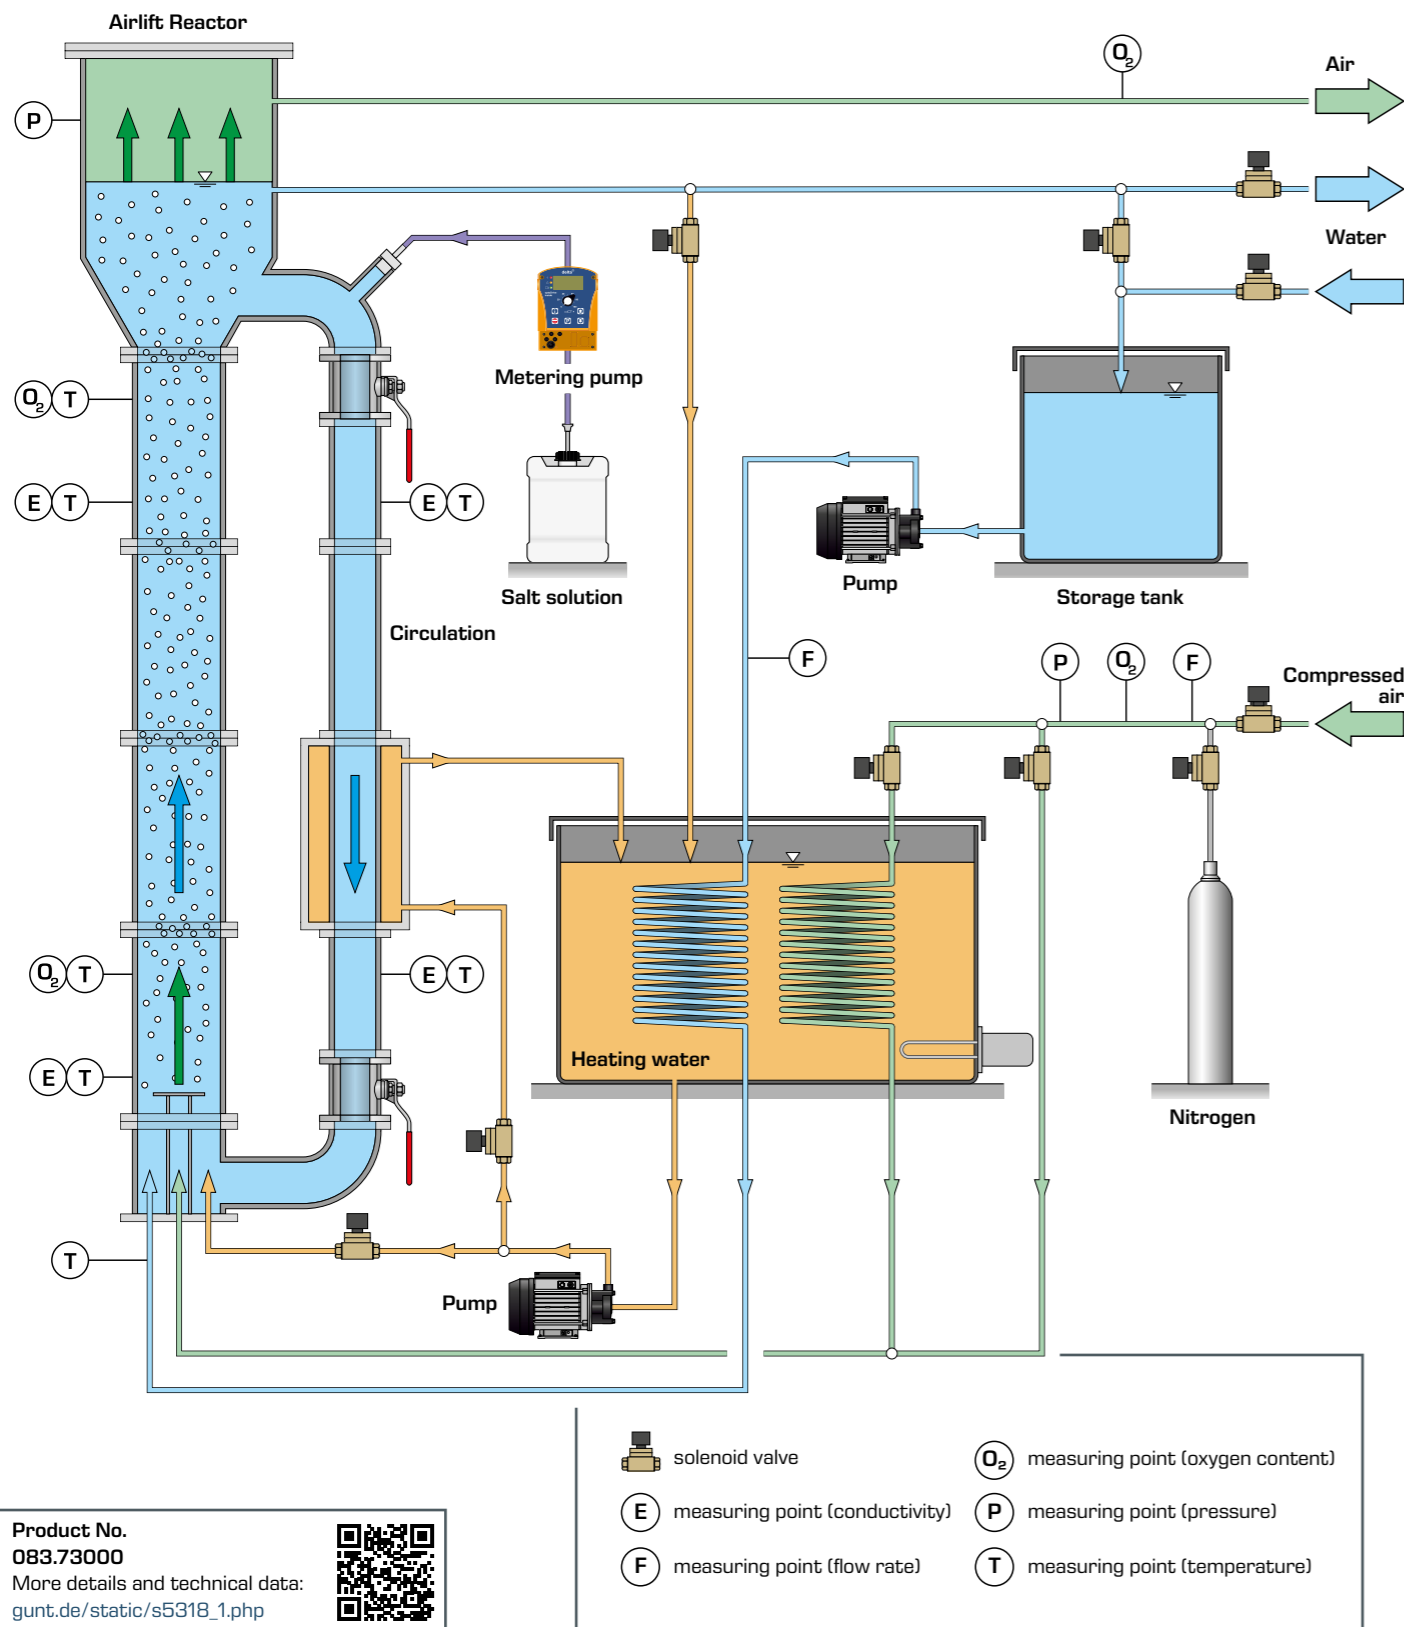 Airlift Reactor
O₂
Air
P
Water
Metering pump
O₂ T
E T
E T
Salt solution
Pump
Storage tank
Circulation
F
P
O₂
F
Compressed
air
O₂ T
E T
E T
Heating water
Nitrogen
T
Pump
solenoid valve
O₂ measuring point (oxygen content)
E measuring point (conductivity)
P measuring point (pressure)
F measuring point (flow rate)
T measuring point (temperature)
Product No.
083.73000
More details and technical data:
gunt.de/static/s5318_1.php